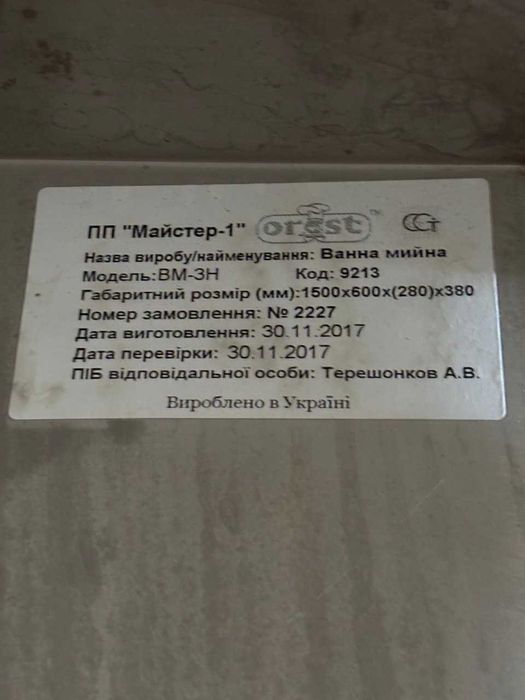 ПП "Майстер-1" orest ™
Назва виробу/найменування: Ванна мийна
Модель:ВМ-3Н Код: 9213
Габаритний розмір (мм):1500х600х(280)х380
Номер замовлення: № 2227
Дата виготовлення: 30.11.2017
Дата перевірки: 30.11.2017
ПІБ відповідальної особи: Терешонков А.В.
Вироблено в Україні